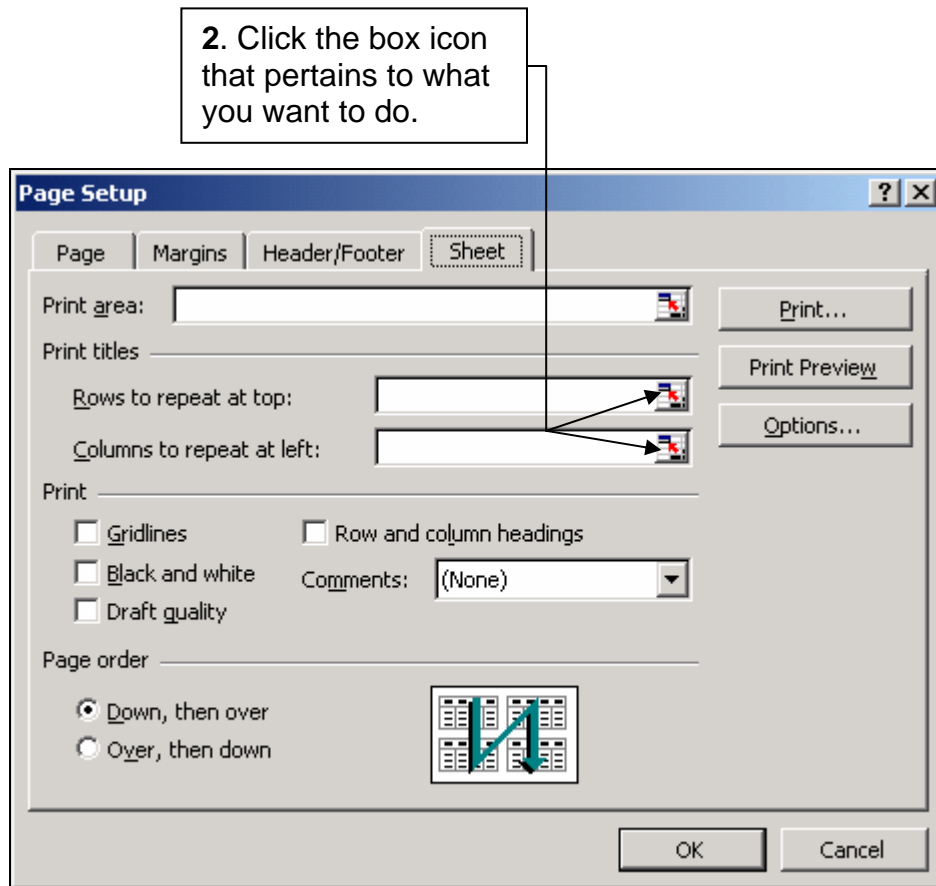 2. Click the box icon
that pertains to what
you want to do.
Page Setup
Page Margins Header/Footer Sheet
Print area:
Print...
Print titles
Print Preview
Rows to repeat at top:
Options...
Columns to repeat at left:
Print
Gridlines Row and column headings
Black and white Comments: (None)
Draft quality
Page order
Down, then over
Over, then down
OK Cancel